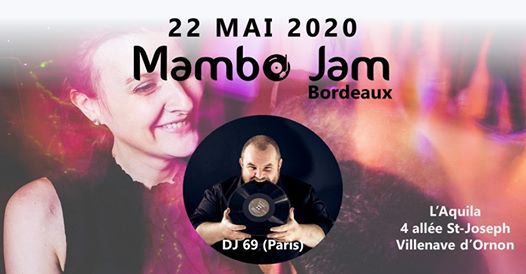 22 MAI 2020
Mambo Jam
Bordeaux
DJ 69 (Paris)
L'Aquila
4 allée St-Joseph
Villenave d'Ornon